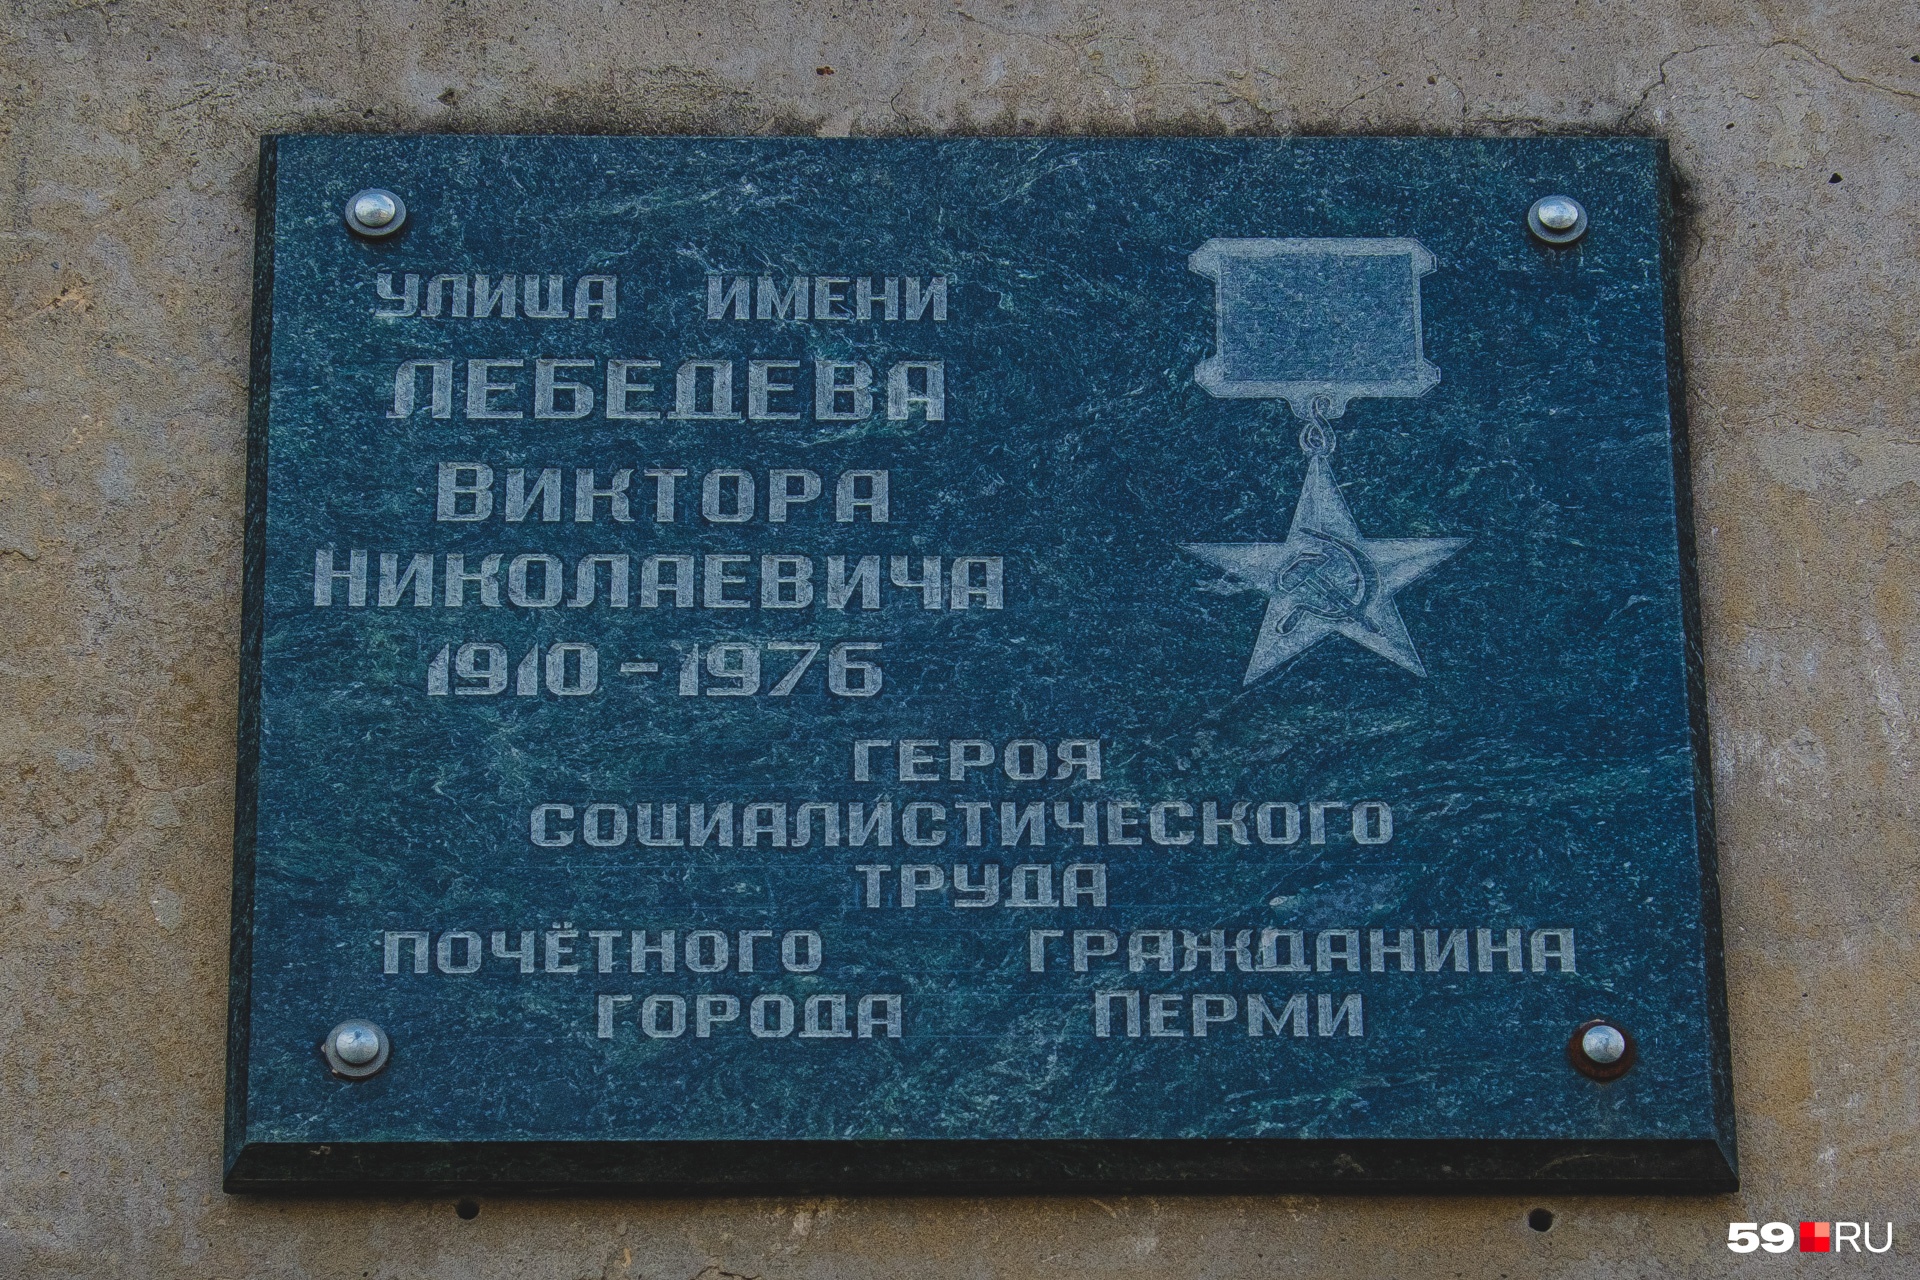 УЛИЦА ИМЕНИ
ЛЕБЕДЕВА
ВИКТОРА
НИКОЛАЕВИЧА
1910 – 1976
ГЕРОЯ
СОЦИАЛИСТИЧЕСКОГО
ТРУДА
ПОЧЁТНОГО ГРАЖДАНИНА
ГОРОДА ПЕРМИ
59 RU